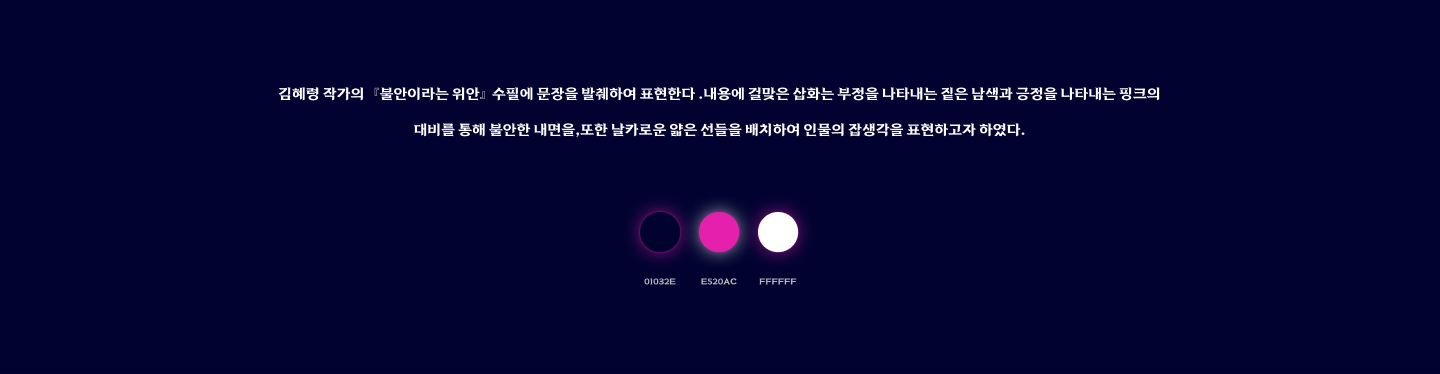 김혜령 작가의 『불안이라는 위안』 수필에 문장을 발췌하여 표현한다 .내용에 걸맞은 삽화는 부정을 나타내는 짙은 남색과 긍정을 나타내는 핑크의
대비를 통해 불안한 내면을,또한 날카로운 얇은 선들을 배치하여 인물의 잡생각을 표현하고자 하였다.
01032E E520AC FFFFFF